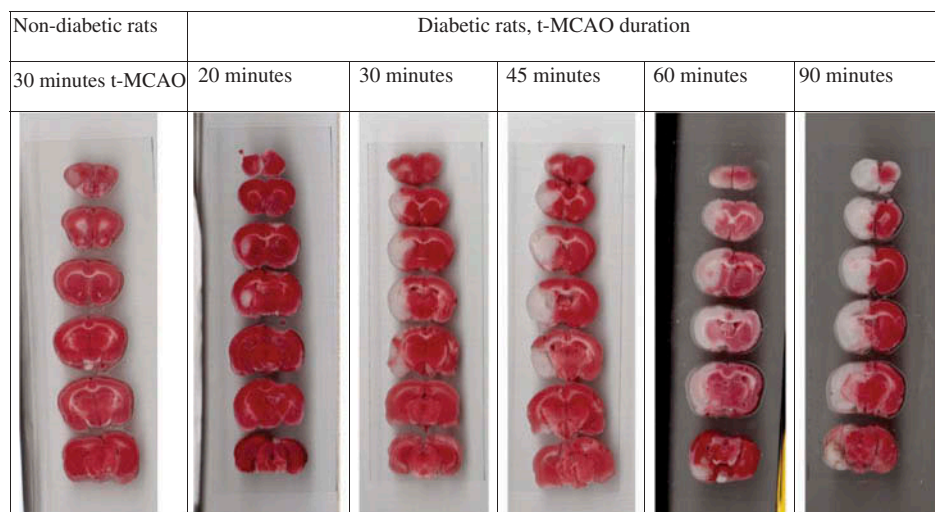 Non-diabetic rats
Diabetic rats, t-MCAO duration
30 minutes t-MCAO
20 minutes
30 minutes
45 minutes
60 minutes
90 minutes